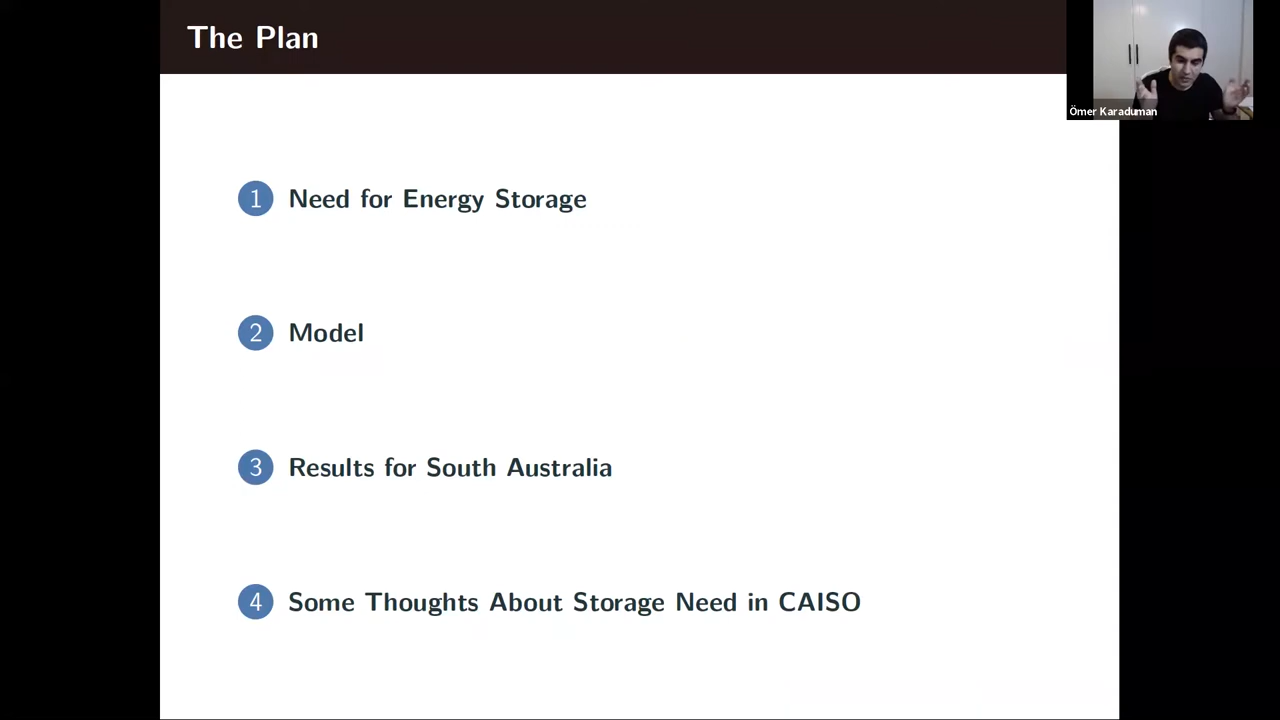 The Plan
Ömer Karaduman
1 Need for Energy Storage
2 Model
3 Results for South Australia
4 Some Thoughts About Storage Need in CAISO